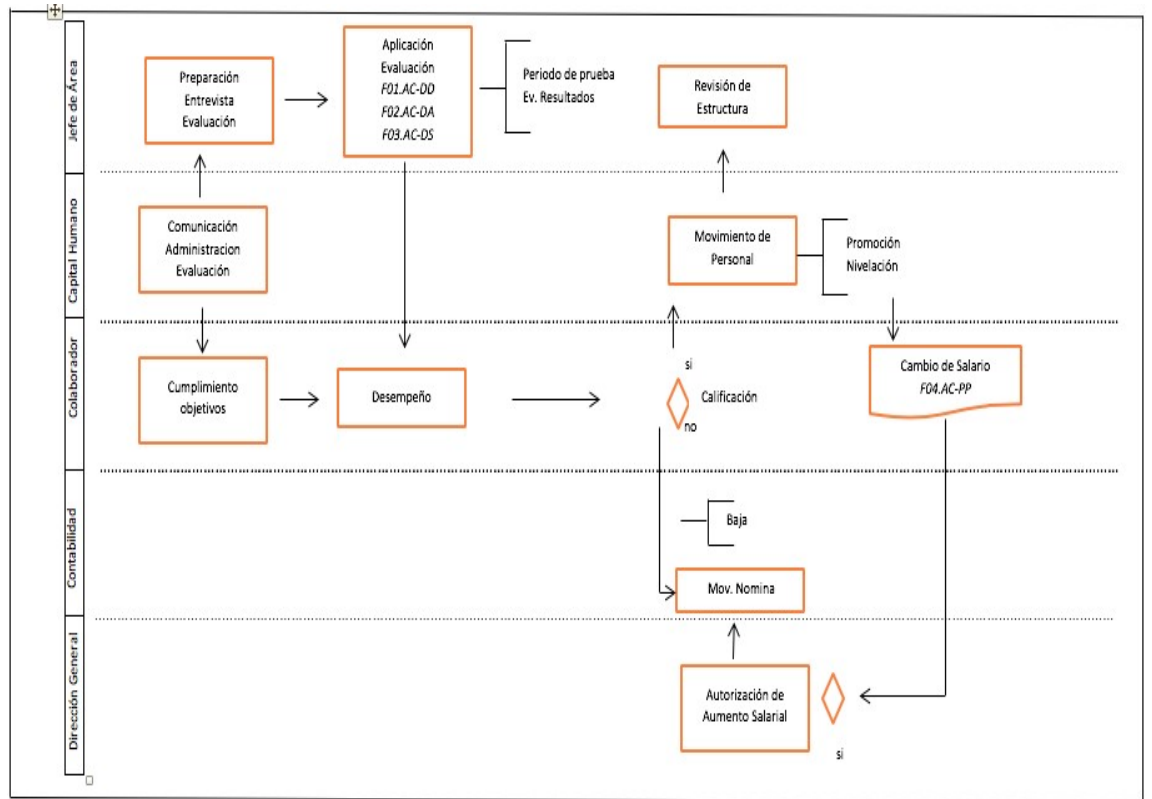 Jefe de Área
Preparación
Entrevista
Evaluación
Aplicación
Evaluación
F01.AC-DD
F02.AC-DA
F03.AC-DS
Periodo de prueba
Ev. Resultados
Revisión de
Estructura
Capital Humano
Comunicación
Administracion
Evaluación
Movimiento de
Personal
Promoción
Nivelación
Colaborador
Cumplimiento
objetivos
Desempeño
si
Calificación
no
Cambio de Salario
F04.AC-PP
Contabilidad
Baja
Mov. Nomina
Dirección General
Autorización de
Aumento Salarial
si